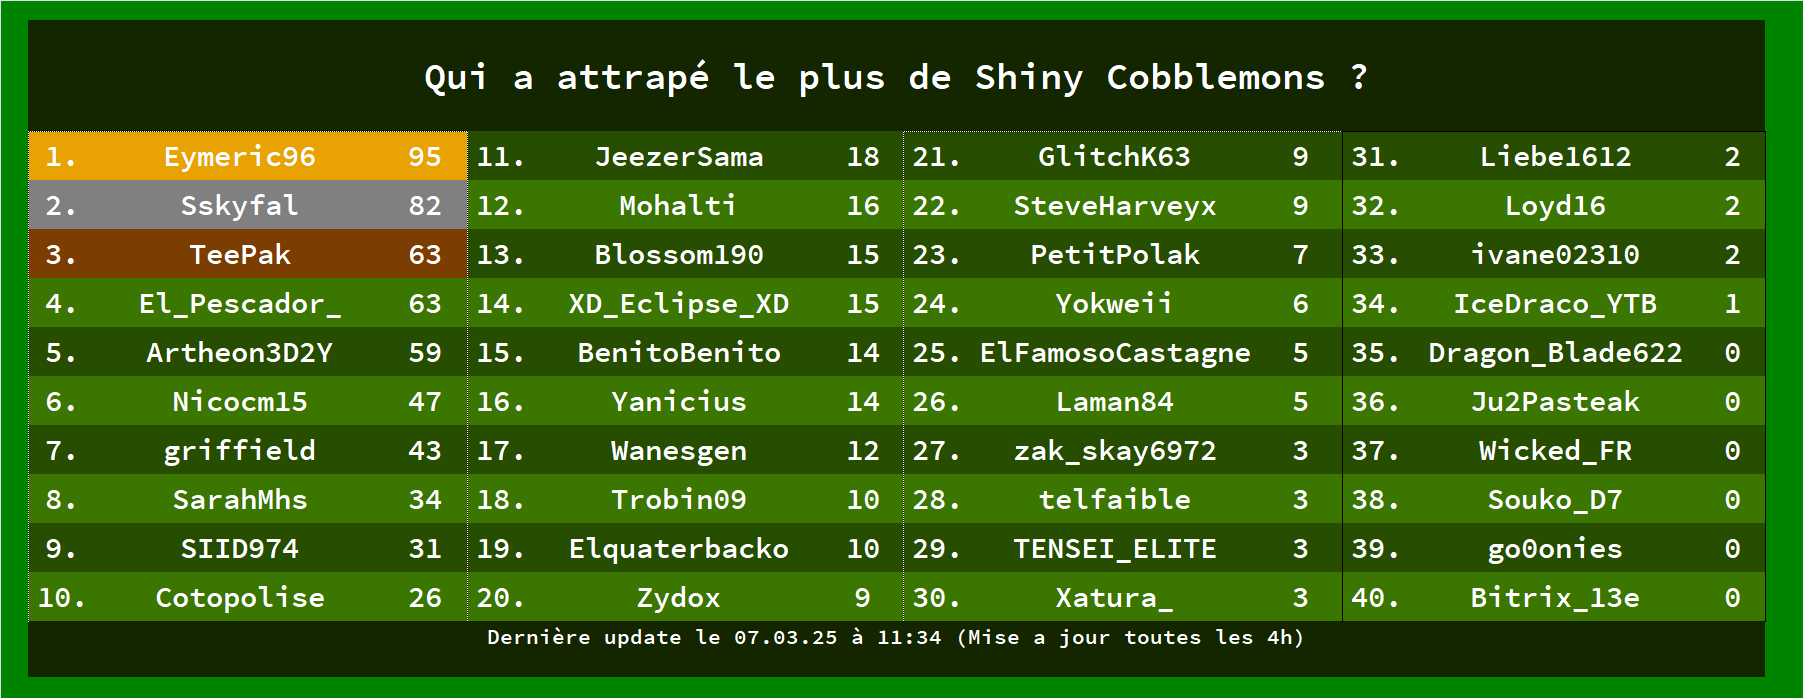 Qui a attrapé le plus de Shiny Cobblemons ?
1. Eymeric96 95 11. JeezerSama 18 21. GlitchK63 9 31. Liebe1612 2
2. Sskyfal 82 12. Mohalti 16 22. SteveHarveyx 9 32. Loyd16 2
3. TeePak 63 13. Blossom190 15 23. PetitPolak 7 33. ivane02310 2
4. El_Pescador_ 63 14. XD_Eclipse_XD 15 24. Yokweii 6 34. IceDraco_YTB 1
5. Artheon3D2Y 59 15. BenitoBenito 14 25. ElFamosoCastagne 5 35. Dragon_Blade622 0
6. Nicocm15 47 16. Yanicius 14 26. Laman84 5 36. Ju2Pasteak 0
7. griffield 43 17. Wanesgen 12 27. zak_skay6972 3 37. Wicked_FR 0
8. SarahMhs 34 18. Trobin09 10 28. telfaible 3 38. Souko_D7 0
9. SIID974 31 19. Elquaterbacko 10 29. TENSEI_ELITE 3 39. go0onies 0
10. Cotopolise 26 20. Zydox 9 30. Xatura_ 3 40. Bitrix_13e 0
Dernière update le 07.03.25 à 11:34 (Mise a jour toutes les 4h)